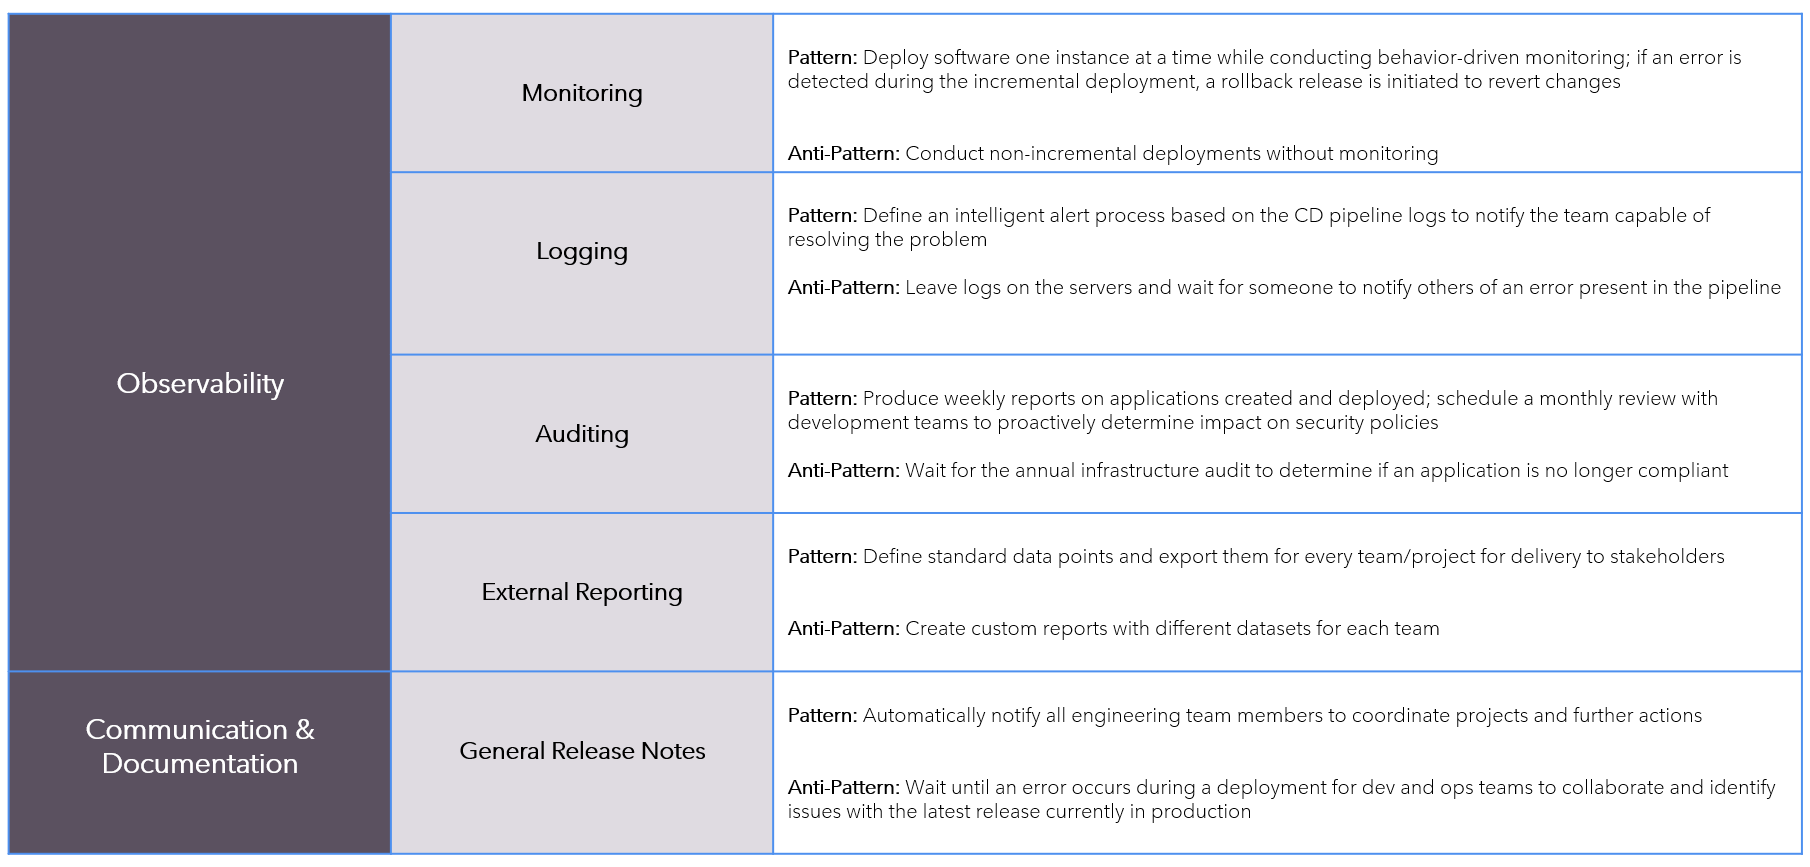 Observability
Monitoring
Pattern: Deploy software one instance at a time while conducting behavior-driven monitoring; if an error is
detected during the incremental deployment, a rollback release is initiated to revert changes
Anti-Pattern: Conduct non-incremental deployments without monitoring
Logging
Pattern: Define an intelligent alert process based on the CD pipeline logs to notify the team capable of
resolving the problem
Anti-Pattern: Leave logs on the servers and wait for someone to notify others of an error present in the pipeline
Auditing
Pattern: Produce weekly reports on applications created and deployed; schedule a monthly review with
development teams to proactively determine impact on security policies
Anti-Pattern: Wait for the annual infrastructure audit to determine if an application is no longer compliant
External Reporting
Pattern: Define standard data points and export them for every team/project for delivery to stakeholders
Anti-Pattern: Create custom reports with different datasets for each team
Communication &
Documentation
General Release Notes
Pattern: Automatically notify all engineering team members to coordinate projects and further actions
Anti-Pattern: Wait until an error occurs during a deployment for dev and ops teams to collaborate and identify
issues with the latest release currently in production